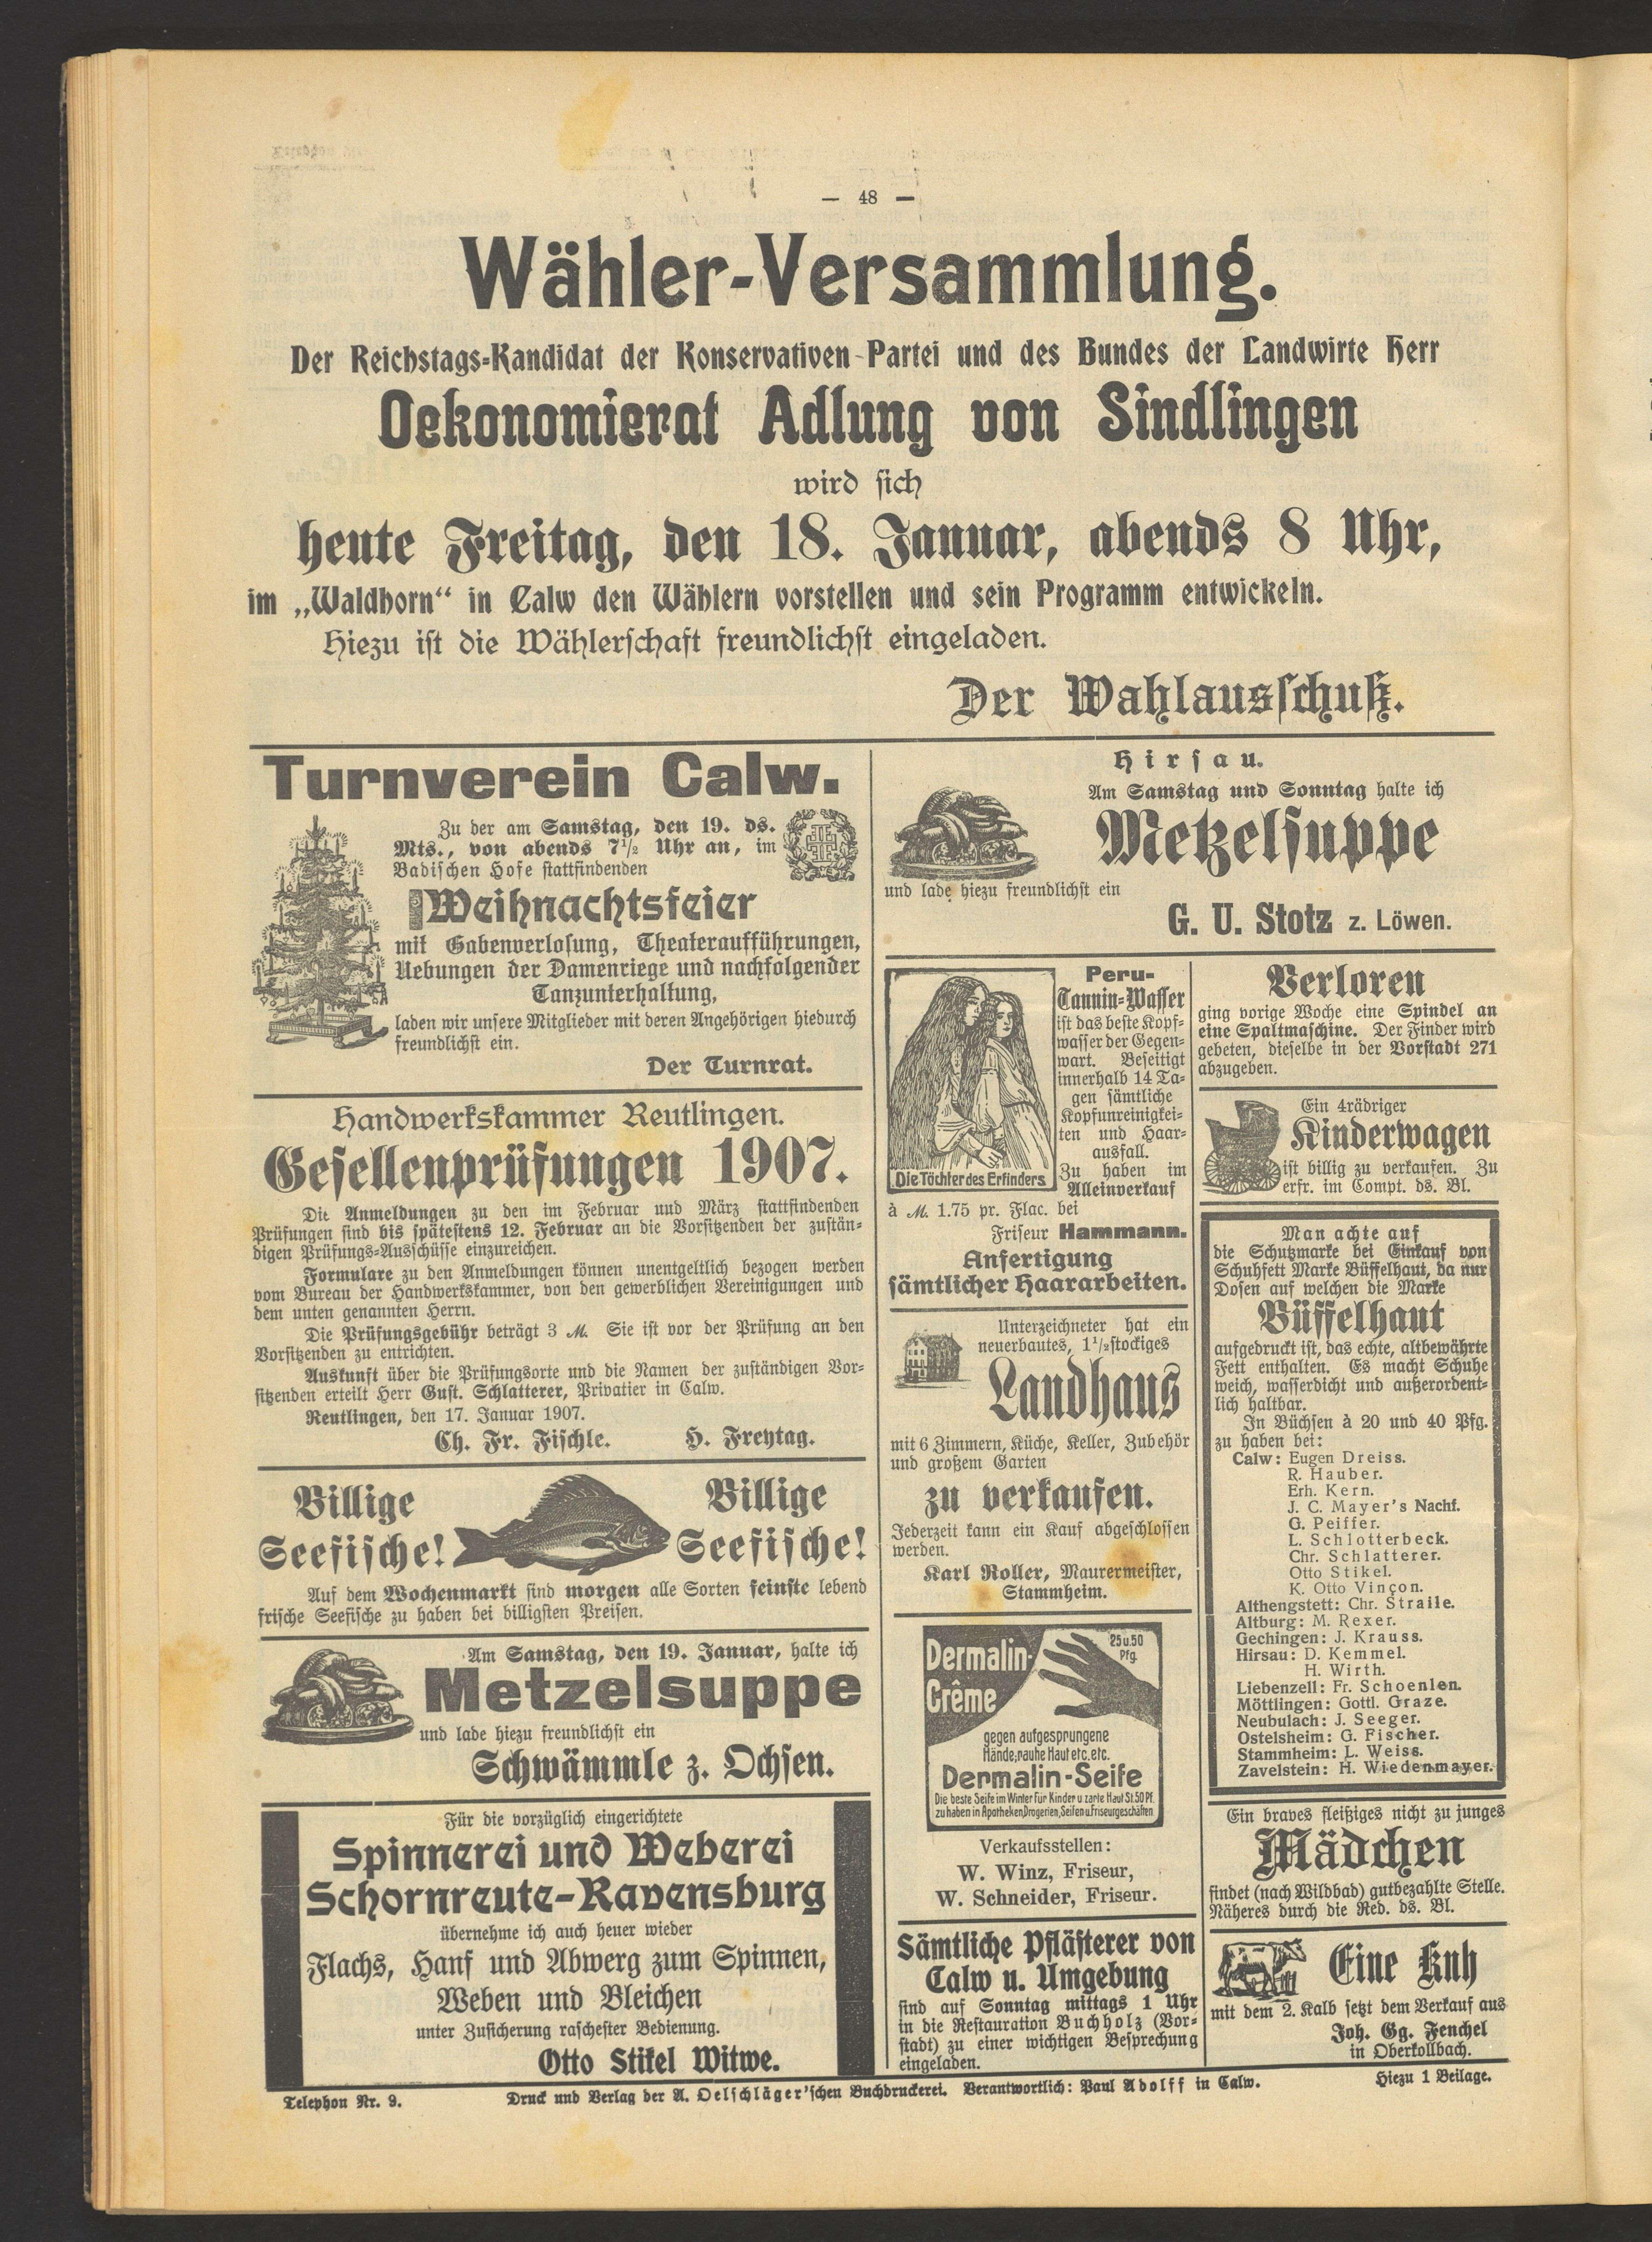 — 48 —
Wähler-Versammlung.
Der Reichstags-Kandidat der Konservativen Partei und des Bundes der Landwirte Herr
Oekonomierat Adlung von Sindlingen
wird sich
heute Freitag, den 18. Januar, abends 8 Uhr,
im „Waldhorn“ in Calw den Wählern vorstellen und sein Programm entwickeln.
Hiezu ist die Wählerschaft freundlichst eingeladen.
Der Wahlausschuß.
Turnverein Calw.
Zu der am Samstag, den 19. ds.
Mts., von abends 7½ Uhr an, im
Badischen Hofe stattfindenden
Weihnachtsfeier
mit Gabenverlosung, Theateraufführungen,
Uebungen der Damenriege und nachfolgender
Tanzunterhaltung,
laden wir unsere Mitglieder mit deren Angehörigen hiedurch
freundlichst ein.
Der Turnrat.
Handwerkskammer Reutlingen.
Gesellenprüfungen 1907.
Die Anmeldungen zu den im Februar und März stattfindenden
Prüfungen sind bis spätestens 12. Februar an die Vorsitzenden der zustän-
digen Prüfungs-Ausschüsse einzureichen.
Formulare zu den Anmeldungen können unentgeltlich bezogen werden
vom Bureau der Handwerkskammer, von den gewerblichen Vereinigungen und
dem unten genannten Herrn.
Die Prüfungsgebühr beträgt 3 M. Sie ist vor der Prüfung an den
Vorsitzenden zu entrichten.
Auskunft über die Prüfungsorte und die Namen der zuständigen Vor-
sitzenden erteilt Herr Gust. Schlatterer, Privatier in Calw.
Reutlingen, den 17. Januar 1907.
Ch. Fr. Fischle. H. Freytag.
Billige
Seefische!
Billige
Seefische!
Auf dem Wochenmarkt sind morgen alle Sorten feinste lebend
frische Seefische zu haben bei billigsten Preisen.
Am Samstag, den 19. Januar, halte ich
Metzelsuppe
und lade hiezu freundlichst ein
Schwämmle z. Ochsen.
Für die vorzüglich eingerichtete
Spinnerei und Weberei
Schornreute-Ravensburg
übernehme ich auch heuer wieder
Flachs, Hanf und Abwerg zum Spinnen,
Weben und Bleichen
unter Zusicherung raschester Bedienung.
Otto Stikel Witwe.
Hirsau.
Am Samstag und Sonntag halte ich
Metzelsuppe
und lade hiezu freundlichst ein
G. U. Stotz z. Löwen.
Die Töchter des Erfinders
Peru-
Tannin-Wasser
ist das beste Kopf-
wasser der Gegen-
wart. Beseitigt
innerhalb 14 Ta-
gen sämtliche
Kopfunreinigkei-
ten und Haar-
ausfall.
Zu haben im
Alleinverkauf
à M. 1.75 pr. Flac. bei
Friseur Hammann.
Anfertigung
sämtlicher Haararbeiten.
Unterzeichneter hat ein
neuerbautes, 1½stockiges
Landhaus
mit 6 Zimmern, Küche, Keller, Zubehör
und großem Garten
zu verkaufen.
Jederzeit kann ein Kauf abgeschlossen
werden.
Karl Roller, Maurermeister,
Stammheim.
Dermalin-
Crême
25 u. 50
Pfg.
gegen aufgesprungene
Hände, rauhe Haut etc. etc.
Dermalin-Seife
Die beste Seife im Winter für Kinder u zarte Haut St. 50 Pf.
zu haben in Apotheken, Drogerien, Seifen u. Friseurgeschäften
Verkaufsstellen:
W. Winz, Friseur,
W. Schneider, Friseur.
Sämtliche Pflästerer von
Calw u. Umgebung
sind auf Sonntag mittags 1 Uhr
in die Restauration Buchholz (Vor-
stadt) zu einer wichtigen Besprechung
eingeladen.
Verloren
ging vorige Woche eine Spindel an
eine Spaltmaschine. Der Finder wird
gebeten, dieselbe in der Vorstadt 271
abzugeben.
Ein 4rädriger
Kinderwagen
ist billig zu verkaufen. Zu
erfr. im Compt. ds. Bl.
Man achte auf
die Schutzmarke bei Einkauf von
Schuhfett Marke Büffelhaut, da nur
Dosen auf welchen die Marke
Büffelhaut
aufgedruckt ist, das echte, altbewährte
Fett enthalten. Es macht Schuhe
weich, wasserdicht und außerordent-
lich haltbar.
In Büchsen à 20 und 40 Pfg.
zu haben bei:
Calw: Eugen Dreiss.
R. Hauber.
Erh. Kern.
J. C. Mayer's Nachf.
G. Peiffer.
L. Schlotterbeck.
Chr. Schlatterer.
Otto Stikel.
K. Otto Vinçon.
Althengstett: Chr. Straile.
Altburg: M. Rexer.
Gechingen: J. Krauss.
Hirsau: D. Kemmel.
H. Wirth.
Liebenzell: Fr. Schoenlen.
Möttlingen: Gottl. Graze.
Neubulach: J. Seeger.
Ostelsheim: G. Fischer.
Stammheim: L. Weiss.
Zavelstein: H. Wiedenmayer.
Ein braves fleißiges nicht zu junges
Mädchen
findet (nach Wildbad) gutbezahlte Stelle.
Näheres durch die Red. ds. Bl.
Eine Kuh
mit dem 2. Kalb setzt dem Verkauf aus
Joh. Gg. Fenchel
in Oberkollbach.
Telephon Nr. 9. Druck und Verlag der A. Oelschläger'schen Buchdruckerei. Verantwortlich: Paul Adolff in Calw. Hiezu 1 Beilage.